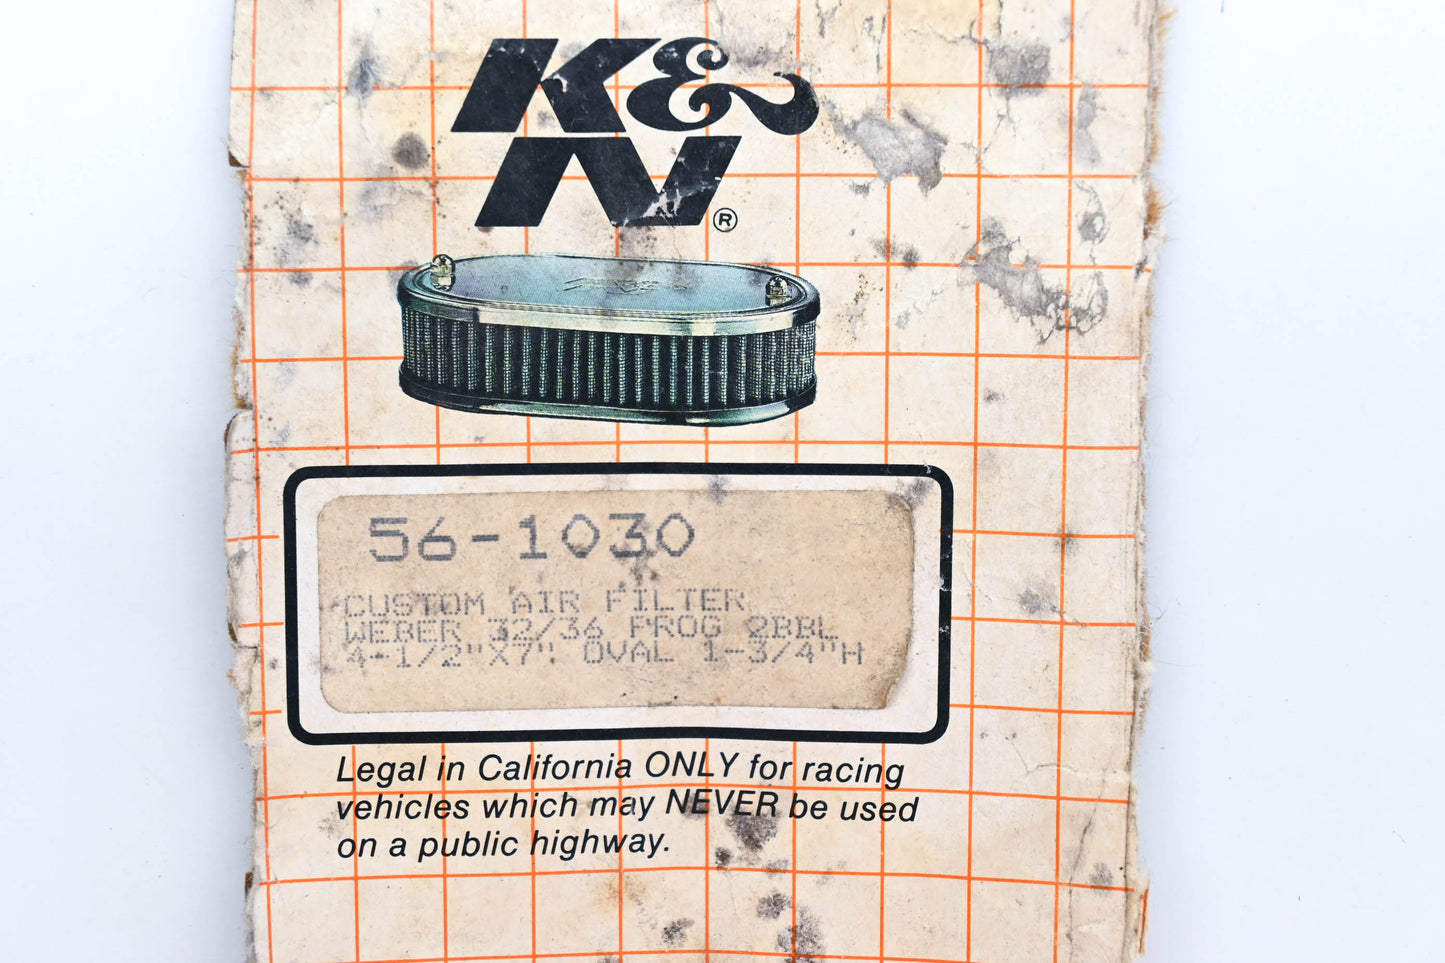 K&
N®
56-1030
CUSTOM AIR FILTER
WEBER 32/36 PROG 2BBL
4-1/2"X7" OVAL 1-3/4"H
Legal in California ONLY for racing
vehicles which may NEVER be used
on a public highway.